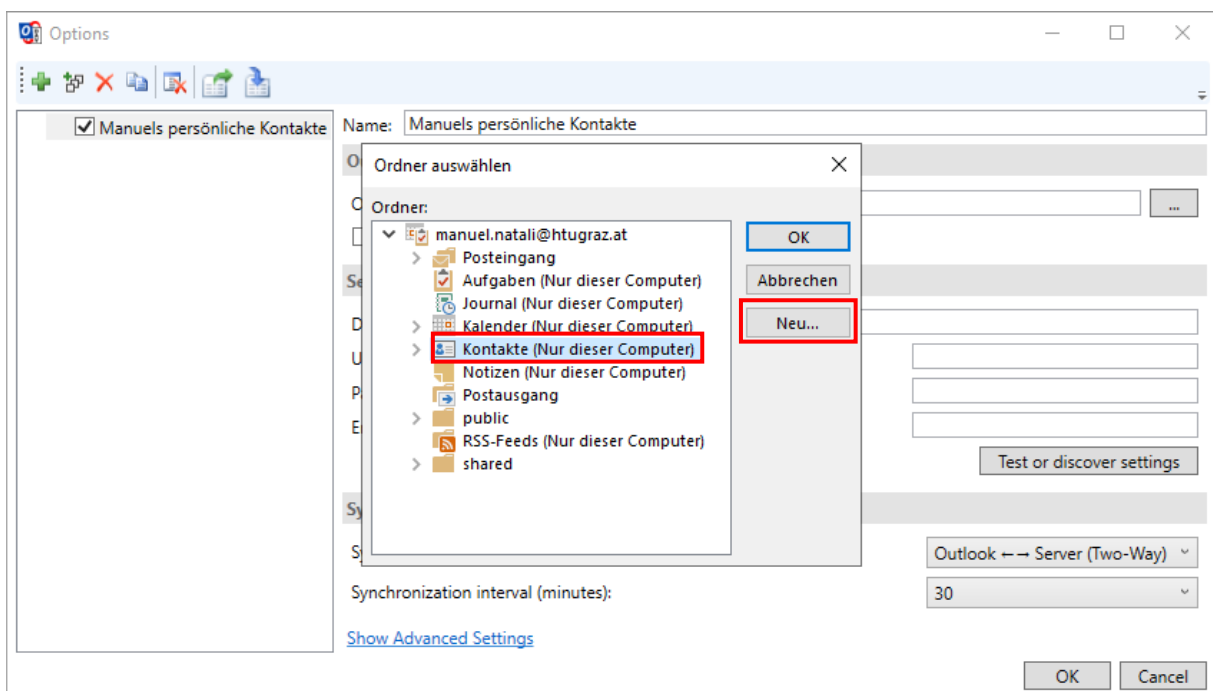 Options
Manuels persönliche Kontakte
Name: Manuels persönliche Kontakte
Ordner auswählen
Ordner:
manuel.natali@htugraz.at
Posteingang
Aufgaben (Nur dieser Computer)
Journal (Nur dieser Computer)
Kalender (Nur dieser Computer)
Kontakte (Nur dieser Computer)
Notizen (Nur dieser Computer)
Postausgang
public
RSS-Feeds (Nur dieser Computer)
shared
OK
Abbrechen
Neu...
...
Test or discover settings
Outlook ←→ Server (Two-Way)
Synchronization interval (minutes): 30
Show Advanced Settings
OK Cancel